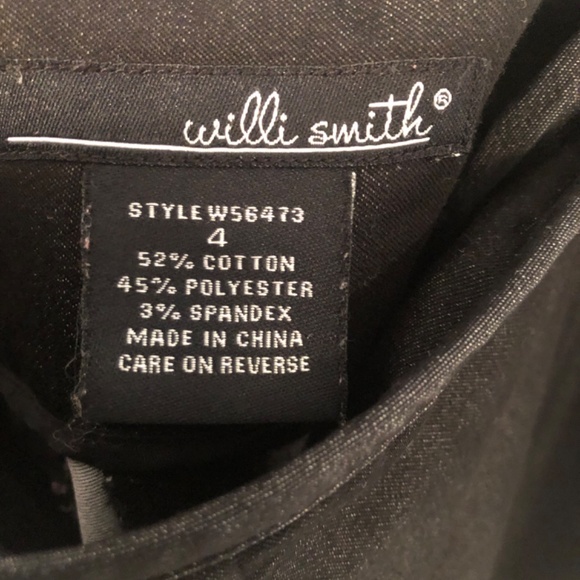 willi smith®
STYLE W56473
4
52% COTTON
45% POLYESTER
3% SPANDEX
MADE IN CHINA
CARE ON REVERSE